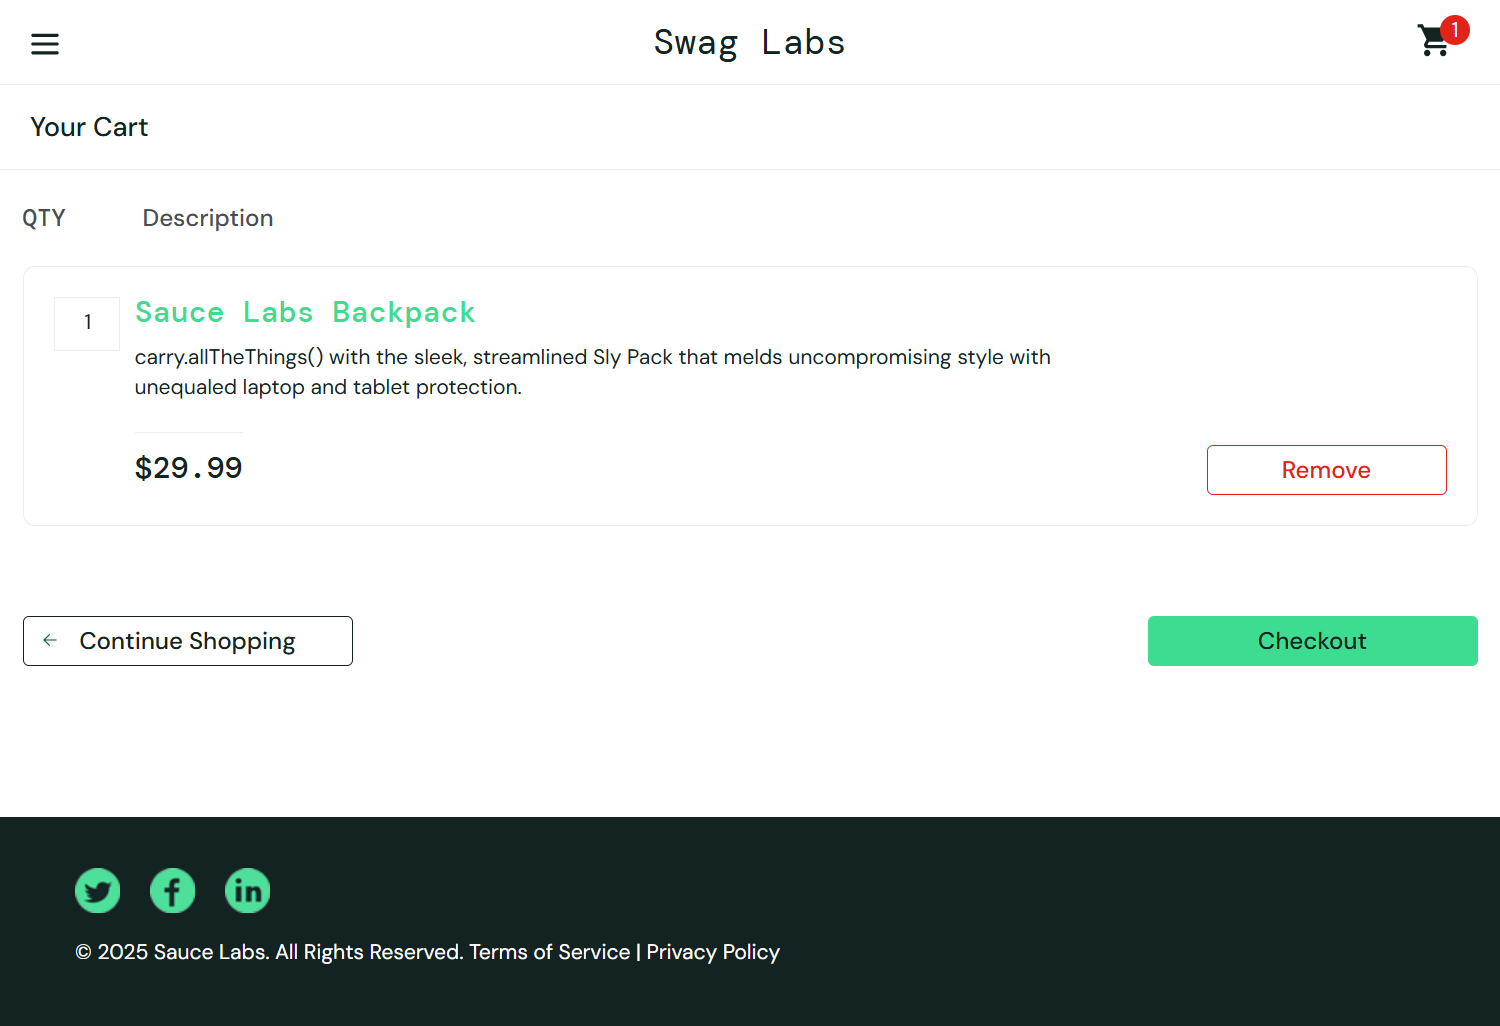 Swag Labs
1
Your Cart
QTY Description
1
Sauce Labs Backpack
carry.allTheThings() with the sleek, streamlined Sly Pack that melds uncompromising style with
unequaled laptop and tablet protection.
$29.99
Remove
Continue Shopping
Checkout
© 2025 Sauce Labs. All Rights Reserved. Terms of Service | Privacy Policy